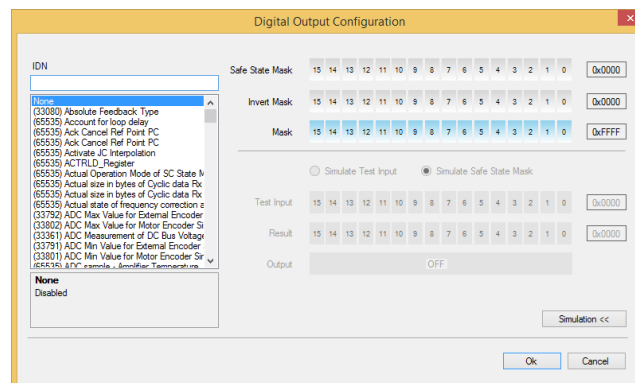 Digital Output Configuration
x
IDN
None
(33080) Absolute Feedback Type
(65535) Account for loop delay
(65535) Ack Cancel Ref Point PC
(65535) Ack Cancel Ref Point PC
(65535) Activate JC Interpolation
(65535) ACTRLD_Register
(65535) Actual Operation Mode of SC State M
(65535) Actual size in bytes of Cyclic data Rx
(65535) Actual size in bytes of Cyclic data Rx
(65535) Actual state of frequency correction a
(33792) ADC Max Value for External Encoder
(33802) ADC Max Value for Motor Encoder Si
(33361) ADC Measurement of DC Bus Voltage
(33791) ADC Min Value for External Encoder
(33801) ADC Min Value for Motor Encoder Sir
(65535) ADC sample - Amplifier Temperature
None
Disabled
Safe State Mask 15 14 13 12 11 10 9 8 7 6 5 4 3 2 1 0 0x0000
Invert Mask 15 14 13 12 11 10 9 8 7 6 5 4 3 2 1 0 0x0000
Mask 15 14 13 12 11 10 9 8 7 6 5 4 3 2 1 0 0xFFFF
Simulate Test Input Simulate Safe State Mask
Test Input 15 14 13 12 11 10 9 8 7 6 5 4 3 2 1 0 0x0000
Result 15 14 13 12 11 10 9 8 7 6 5 4 3 2 1 0 0x0000
Output OFF
Simulation <<
Ok Cancel